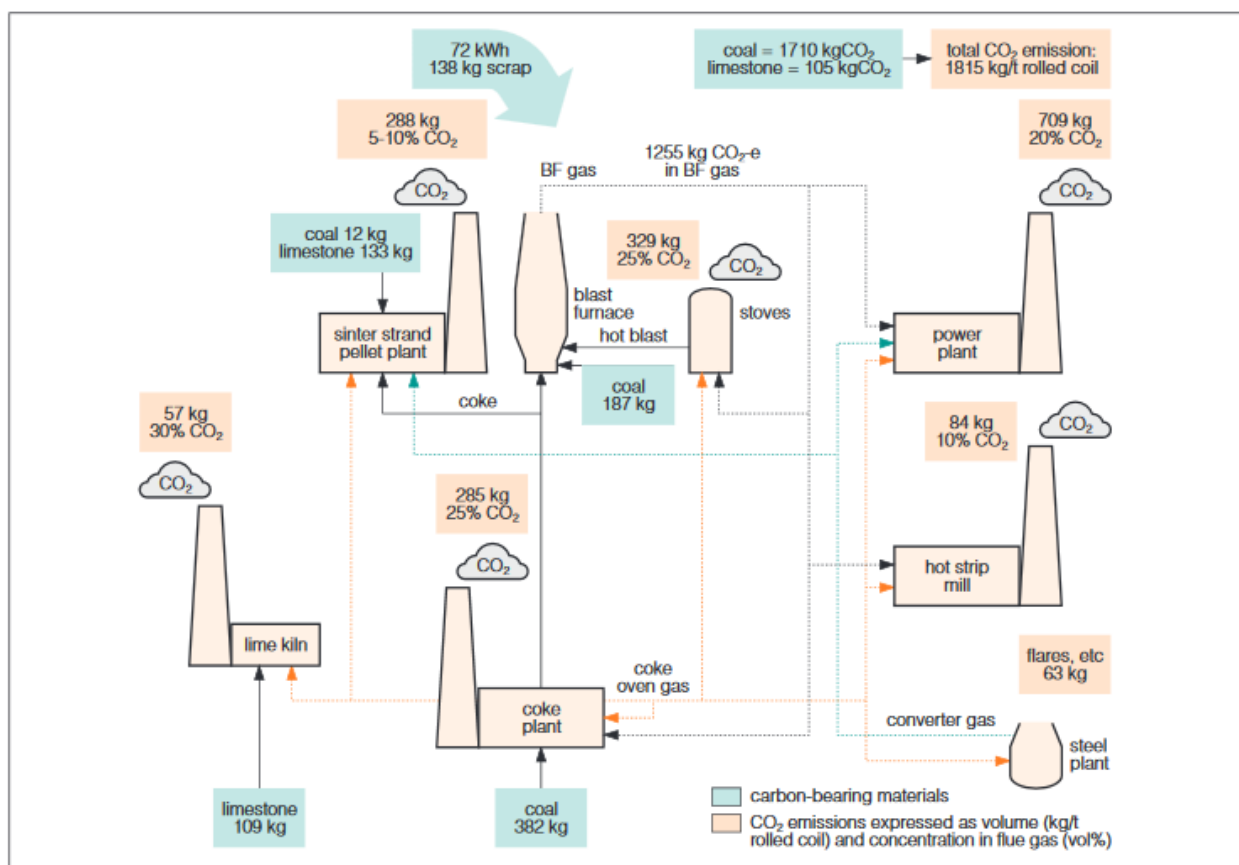 72 kWh
138 kg scrap
coal = 1710 kgCO₂
limestone = 105 kgCO₂
total CO₂ emission:
1815 kg/t rolled coil
288 kg
5-10% CO₂
709 kg
20% CO₂
BF gas
1255 kg CO₂-e
in BF gas
CO₂
CO₂
coal 12 kg
limestone 133 kg
329 kg
25% CO₂
CO₂
blast
furnace
stoves
hot blast
sinter strand
pellet plant
power
plant
coal
187 kg
coke
57 kg
30% CO₂
84 kg
10% CO₂
CO₂
CO₂
285 kg
25% CO₂
CO₂
hot strip
mill
lime kiln
flares, etc
63 kg
coke
oven gas
coke
plant
converter gas
steel
plant
limestone
109 kg
coal
382 kg
carbon-bearing materials
CO₂ emissions expressed as volume (kg/t
rolled coil) and concentration in flue gas (vol%)